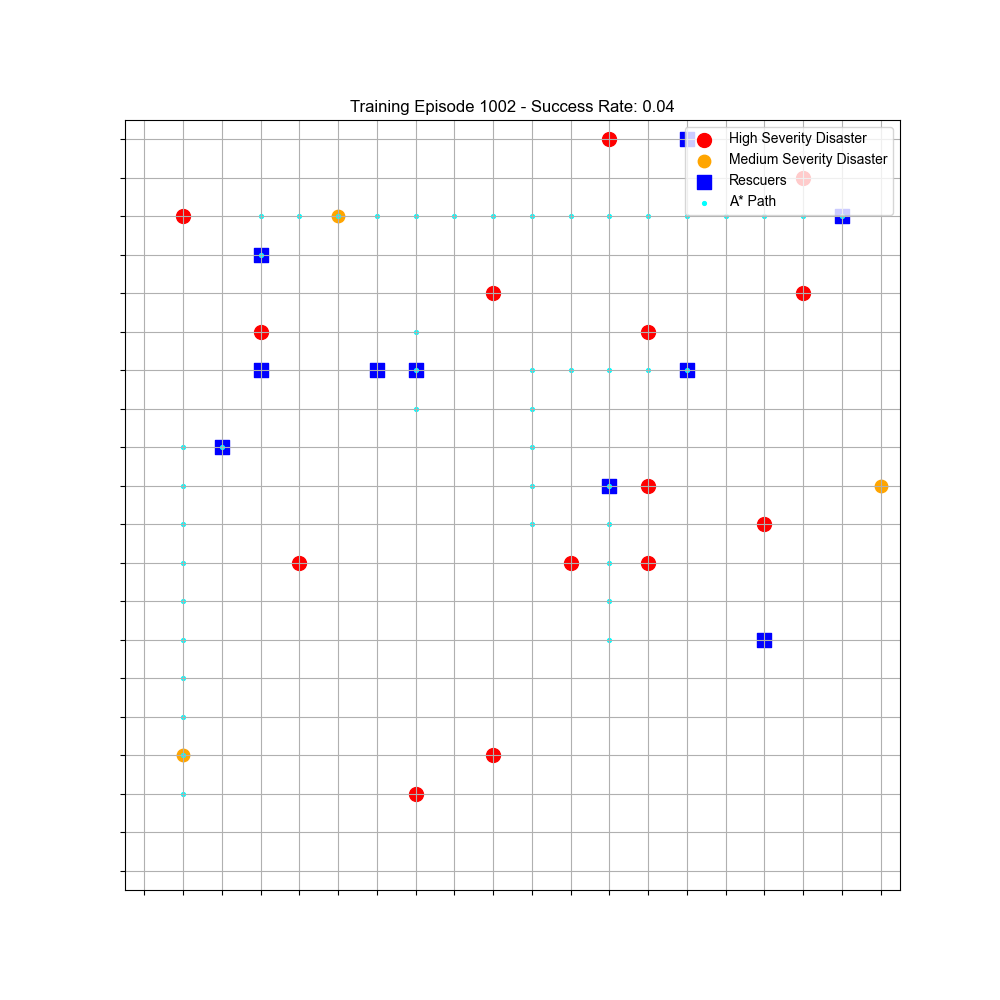 Training Episode 1002 - Success Rate: 0.04
High Severity Disaster
Medium Severity Disaster
Rescuers
A* Path